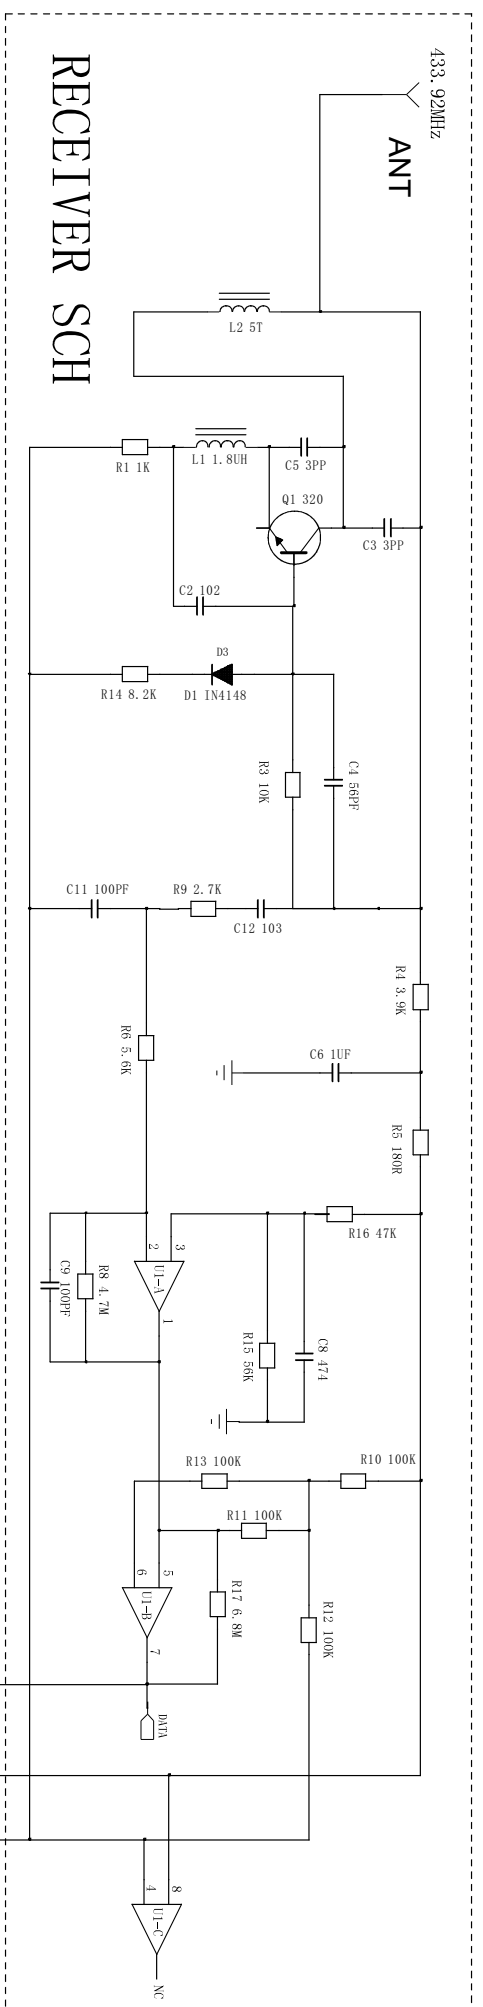 433.92MHz
ANT
RECEIVER SCH
L2 5T
R1 1K
L1 1.8UH
C5 3PP
Q1 320
C3 3PP
C2 102
D3
R14 8.2K
D1 IN4148
R3 10K
C4 56PF
C11 100PF
R9 2.7K
C12 103
R4 3.9K
R6 5.6K
C6 1UF
R5 180R
R16 47K
2
3
U1-A
1
C9 100PF
R8 4.7M
R15 56K
C8 474
R13 100K
R10 100K
R11 100K
6
5
U1-B
7
R17 6.8M
R12 100K
DATA
4
8
U1-C
NC